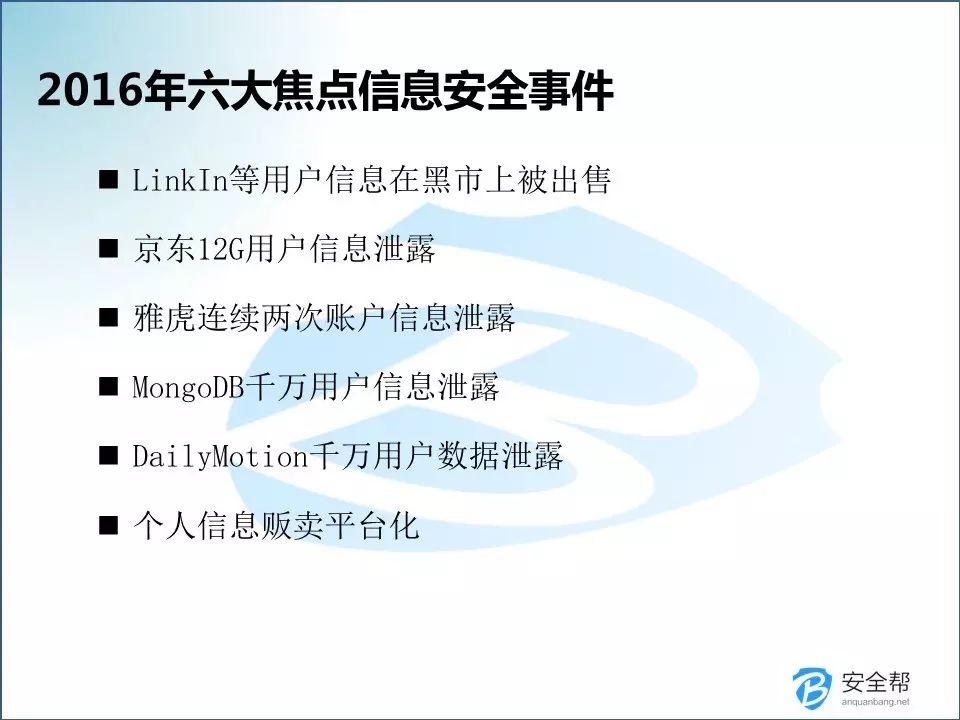 2016年六大焦点信息安全事件
■ LinkIn等用户信息在黑市上被出售
■ 京东12G用户信息泄露
■ 雅虎连续两次账户信息泄露
■ MongoDB千万用户信息泄露
■ DailyMotion千万用户数据泄露
■ 个人信息贩卖平台化
安全帮
anquanbang.net